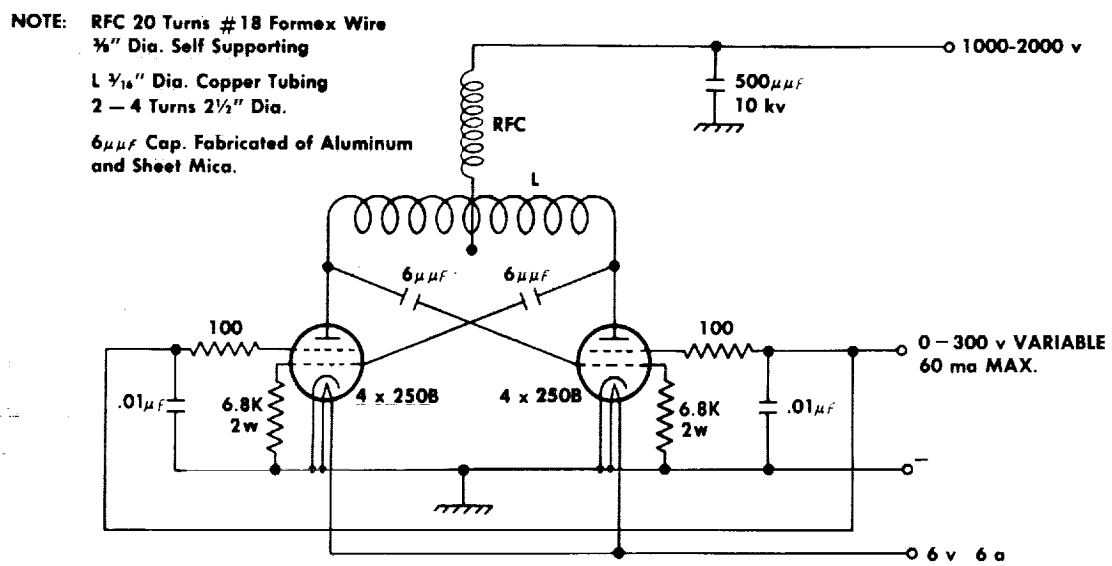 NOTE: RFC 20 Turns #18 Formex Wire
⅜" Dia. Self Supporting
L 3/16" Dia. Copper Tubing
2 – 4 Turns 2½" Dia.
6μμF Cap. Fabricated of Aluminum
and Sheet Mica.
1000-2000 v
500μμF
10 kv
RFC
L
6μμF
6μμF
100
100
0 – 300 v VARIABLE
60 ma MAX.
.01μF
6.8K
2w
4 x 250B
4 x 250B
6.8K
2w
.01μF
–
6 v 6 a